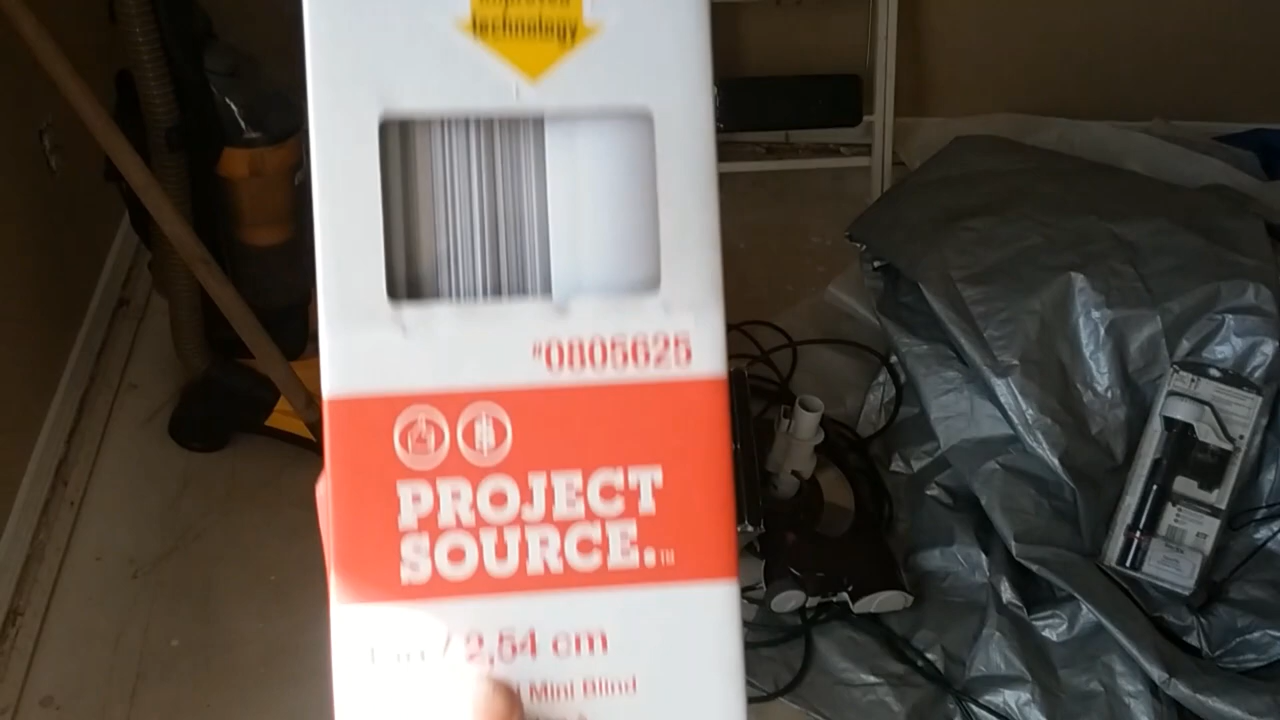 technology
#0805625
PROJECT
SOURCE.™
/ 2,54 cm
Mini Blind